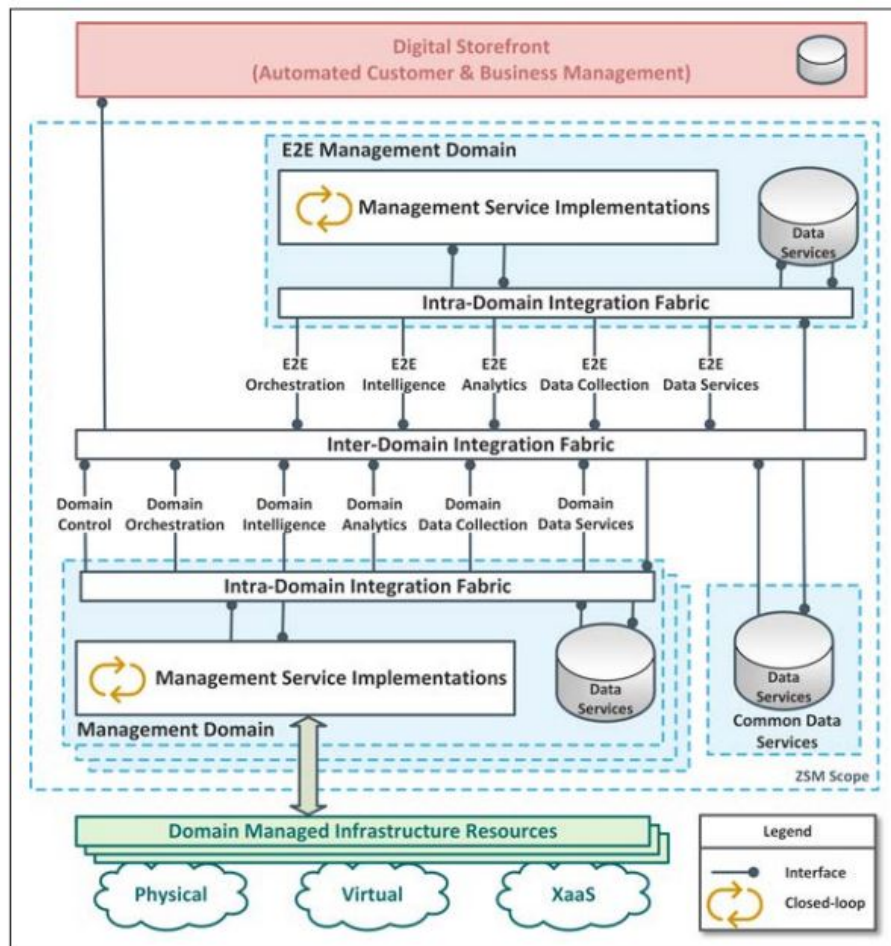 Digital Storefront
(Automated Customer & Business Management)
E2E Management Domain
Management Service Implementations
Data
Services
Intra-Domain Integration Fabric
E2E
Orchestration
E2E
Intelligence
E2E
Analytics
E2E
Data Collection
E2E
Data Services
Inter-Domain Integration Fabric
Domain
Control
Domain
Orchestration
Domain
Intelligence
Domain
Analytics
Domain
Data Collection
Domain
Data Services
Intra-Domain Integration Fabric
Management Service Implementations
Data
Services
Management Domain
Data
Services
Common Data
Services
ZSM Scope
Domain Managed Infrastructure Resources
Physical
Virtual
XaaS
Legend
Interface
Closed-loop